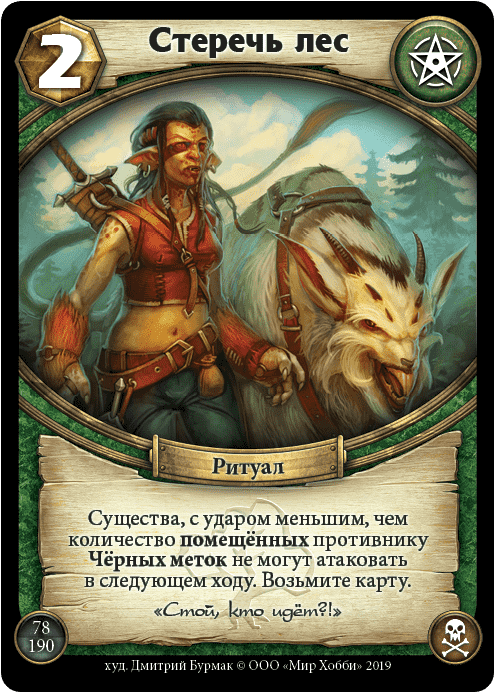 2
Стеречь лес
Ритуал
Существа, с ударом меньшим, чем
количество помещённых противнику
Чёрных меток не могут атаковать
в следующем ходу. Возьмите карту.
«Стой, кто идёт?!»
78
190
худ. Дмитрий Бурмак © ООО «Мир Хобби» 2019